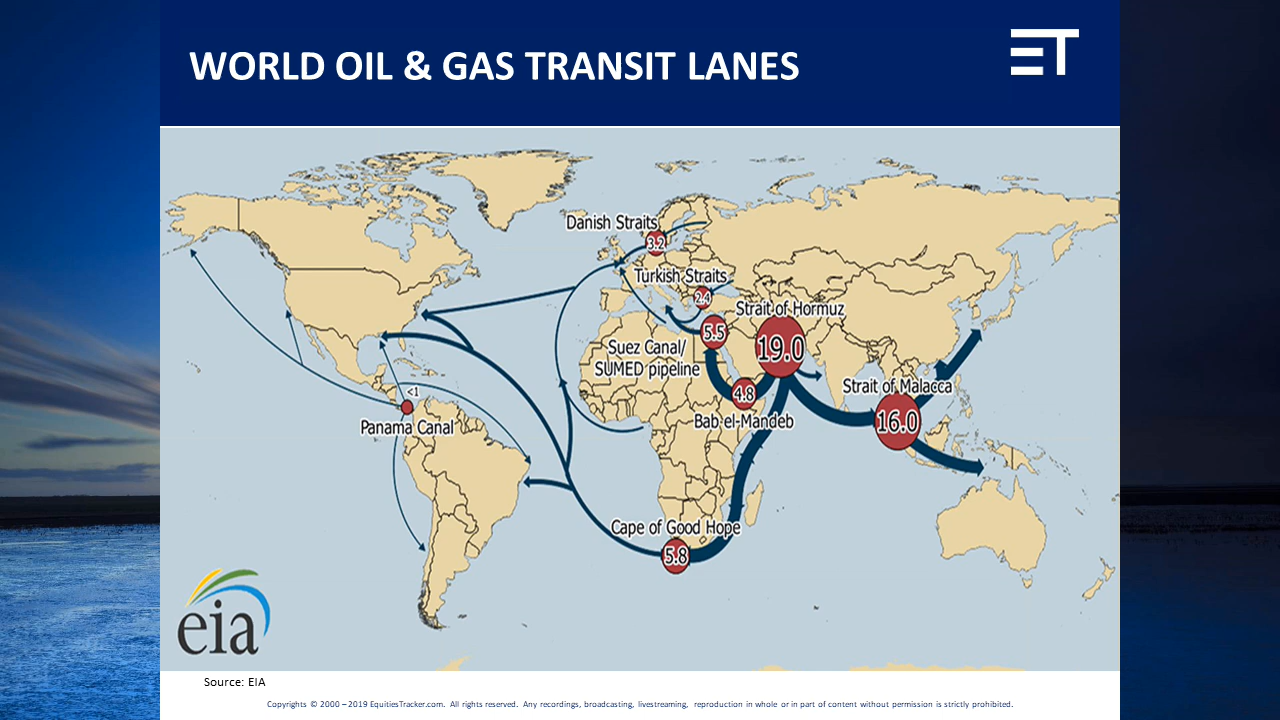 WORLD OIL & GAS TRANSIT LANES
ET
Danish Straits
3.2
Turkish Straits
2.4
Strait of Hormuz
5.5
19.0
Suez Canal/
SUMED pipeline
Strait of Malacca
4.8
<1
Bab el-Mandeb
16.0
Panama Canal
Cape of Good Hope
5.8
eia
Source: EIA
Copyrights © 2000 – 2019 EquitiesTracker.com. All rights reserved. Any recordings, broadcasting, livestreaming, reproduction in whole or in part of content without permission is strictly prohibited.